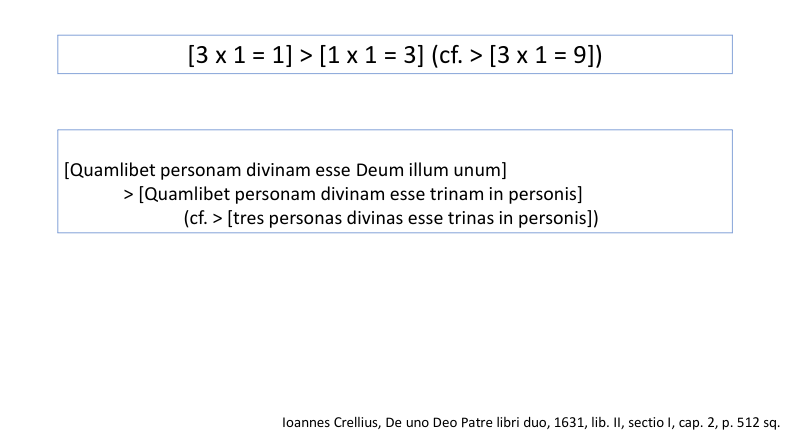 [3 x 1 = 1] > [1 x 1 = 3] (cf. > [3 x 1 = 9])
[Quamlibet personam divinam esse Deum illum unum]
> [Quamlibet personam divinam esse trinam in personis]
(cf. > [tres personas divinas esse trinas in personis])
Ioannes Crellius, De uno Deo Patre libri duo, 1631, lib. II, sectio I, cap. 2, p. 512 sq.